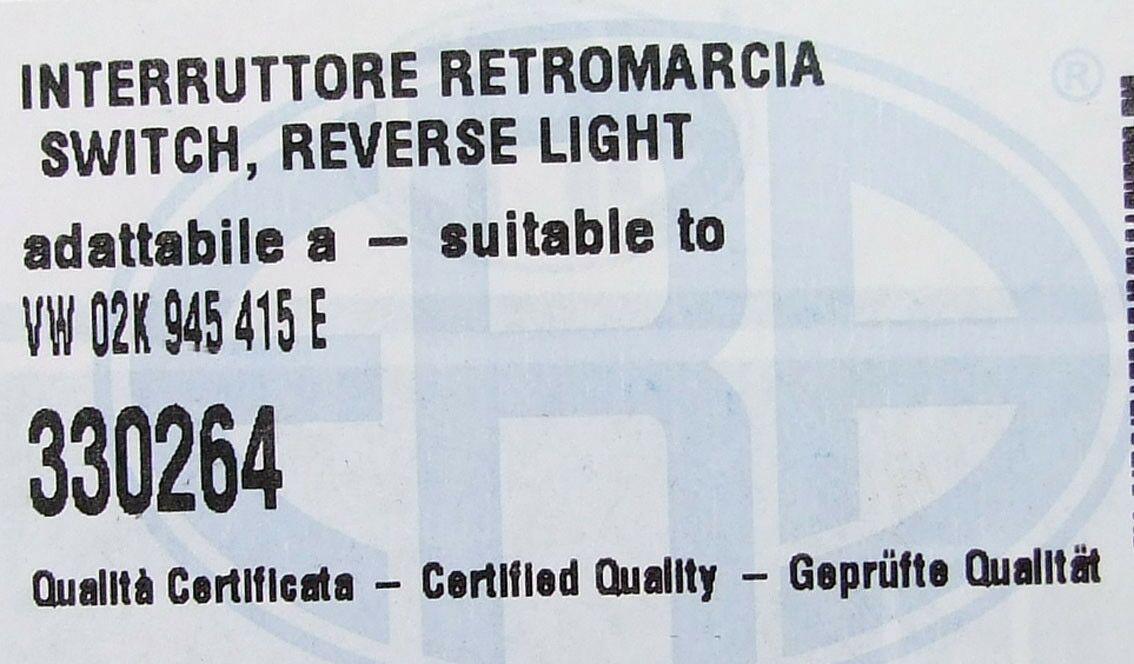 INTERRUTTORE RETROMARCIA
SWITCH, REVERSE LIGHT
adattabile a – suitable to
VW 02K 945 415 E
330264
Qualità Certificata – Certified Quality – Geprüfte Qualität
ERA ®